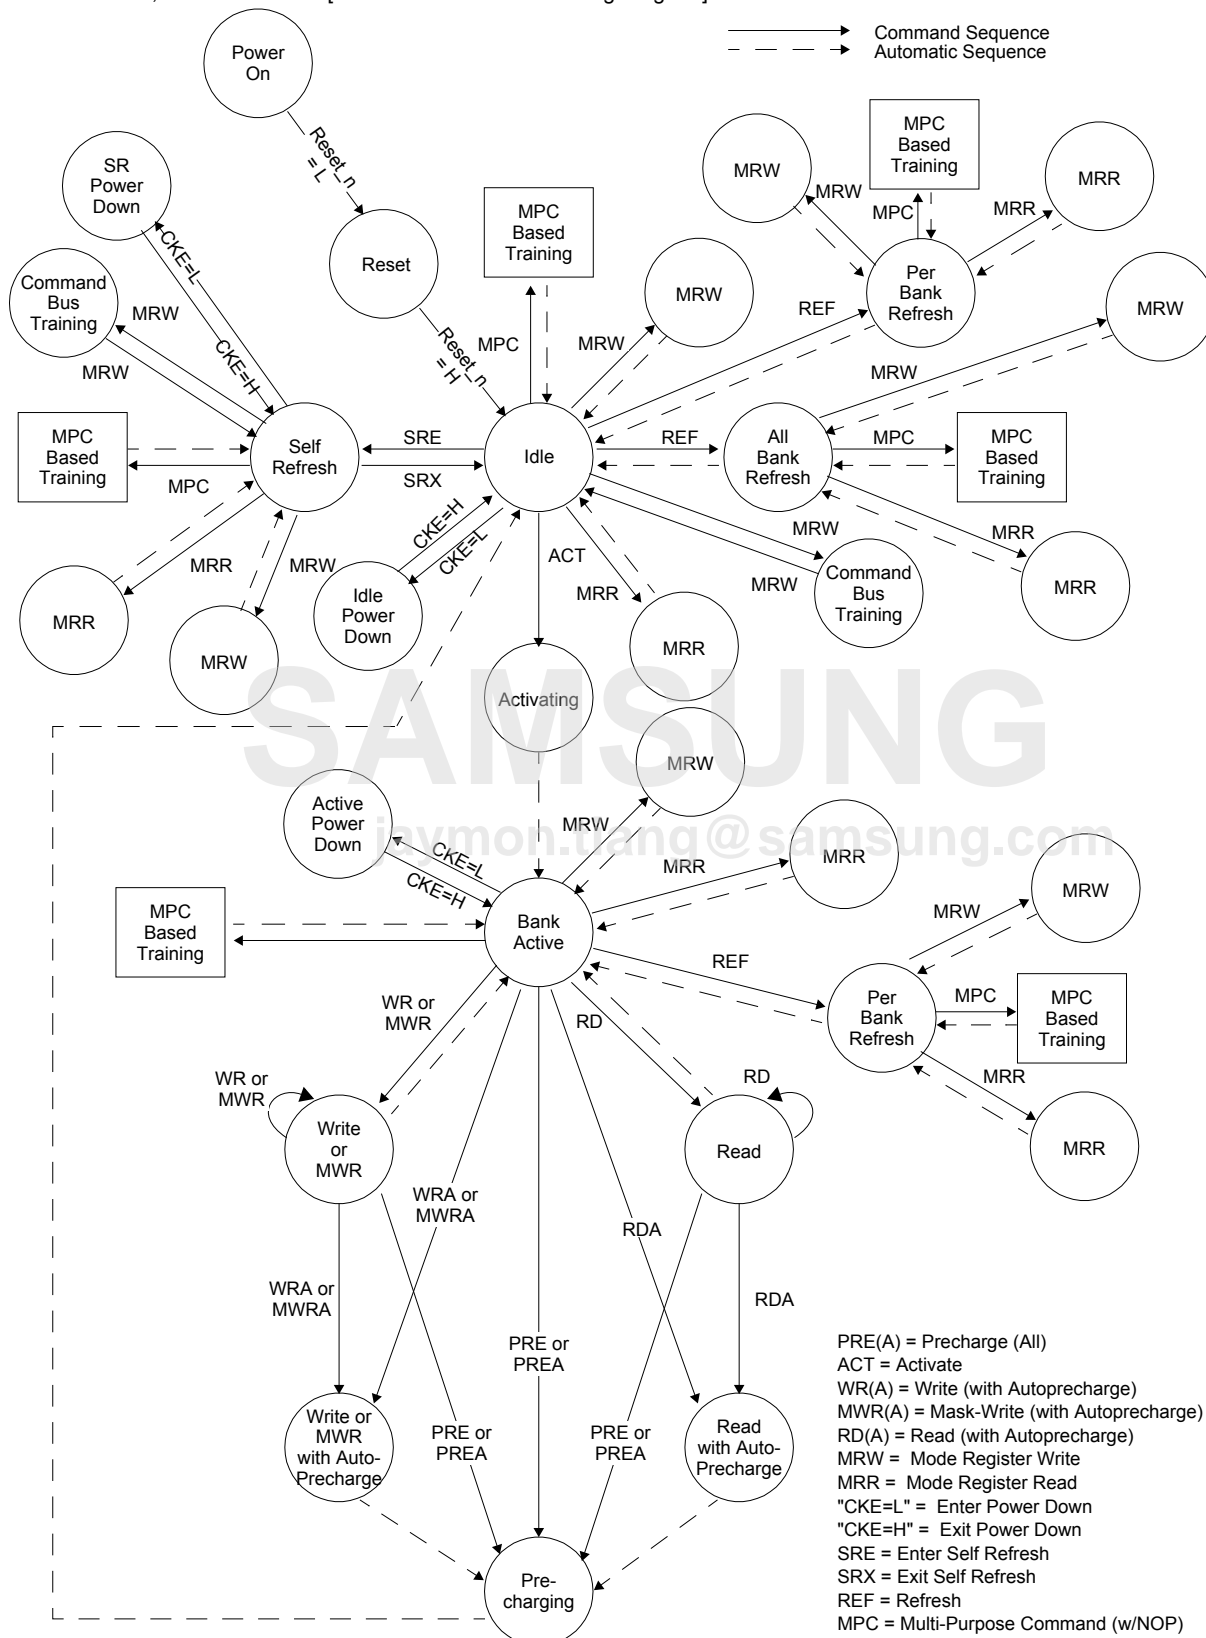 Command Sequence
Automatic Sequence
Power
On
Reset_n
= L
SR
Power
Down
CKE=L
CKE=H
Command
Bus
Training
MRW
MRW
Reset
Reset_n
= H
MPC
Based
Training
MPC
MRW
MRW
MRW
MRW
MPC
Based
Training
MPC
MRR
MRR
Per
Bank
Refresh
REF
MRW
MRW
MPC
Based
Training
MPC
Self
Refresh
SRE
SRX
Idle
REF
All
Bank
Refresh
MPC
MPC
Based
Training
MRR
MRR
MRR
MRR
MRW
MRW
CKE=H
CKE=L
Idle
Power
Down
ACT
MRR
MRR
MRW
MRW
Command
Bus
Training
Activating
SAMSUNG
jaymon.tlang@samsung.com
Active
Power
Down
CKE=L
CKE=H
MRW
MRW
MRR
MRR
MPC
Based
Training
Bank
Active
REF
Per
Bank
Refresh
MRW
MRW
MPC
MPC
Based
Training
MRR
MRR
WR or
MWR
RD
WR or
MWR
Write
or
MWR
RD
Read
WRA or
MWRA
RDA
WRA or
MWRA
RDA
PRE or
PREA
PRE or
PREA
PRE or
PREA
Write or
MWR
with Auto-
Precharge
Read
with Auto-
Precharge
Pre-
charging
PRE(A) = Precharge (All)
ACT = Activate
WR(A) = Write (with Autoprecharge)
MWR(A) = Mask-Write (with Autoprecharge)
RD(A) = Read (with Autoprecharge)
MRW =  Mode Register Write
MRR =  Mode Register Read
"CKE=L" =  Enter Power Down
"CKE=H" =  Exit Power Down
SRE = Enter Self Refresh
SRX = Exit Self Refresh
REF = Refresh
MPC = Multi-Purpose Command (w/NOP)